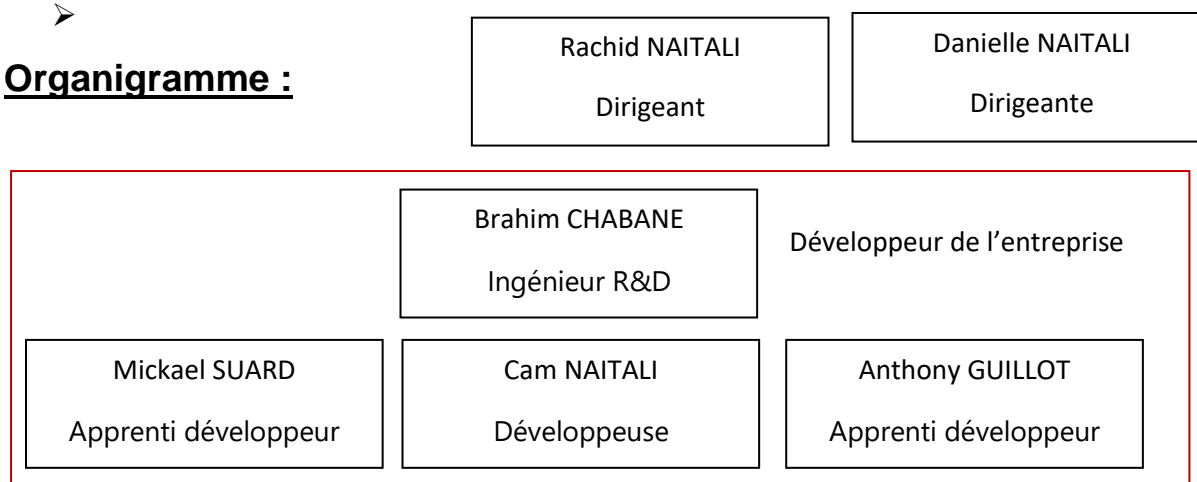 ➢
Organigramme :
Rachid NAITALI
Dirigeant
Danielle NAITALI
Dirigeante
Brahim CHABANE
Ingénieur R&D
Développeur de l’entreprise
Mickael SUARD
Apprenti développeur
Cam NAITALI
Développeuse
Anthony GUILLOT
Apprenti développeur